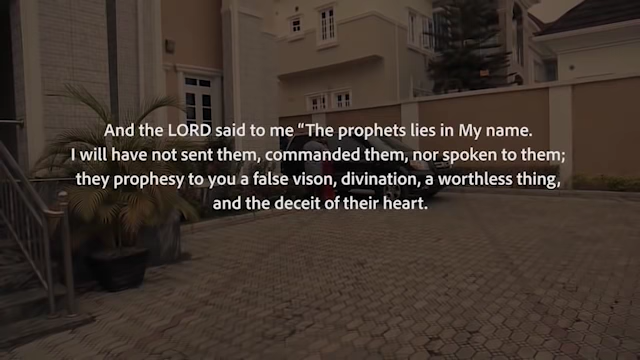 And the LORD said to me “The prophets lies in My name.
I will have not sent them, commanded them, nor spoken to them;
they prophesy to you a false vison, divination, a worthless thing,
and the deceit of their heart.